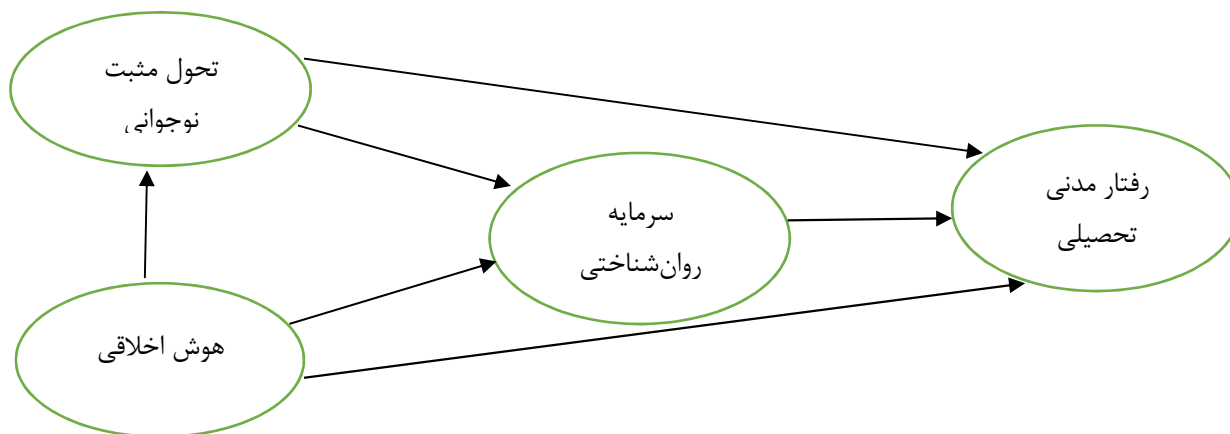 تحول مثبت
نوجوانی
رفتار مدنی
تحصیلی
سرمایه
روان‌شناختی
هوش اخلاقی